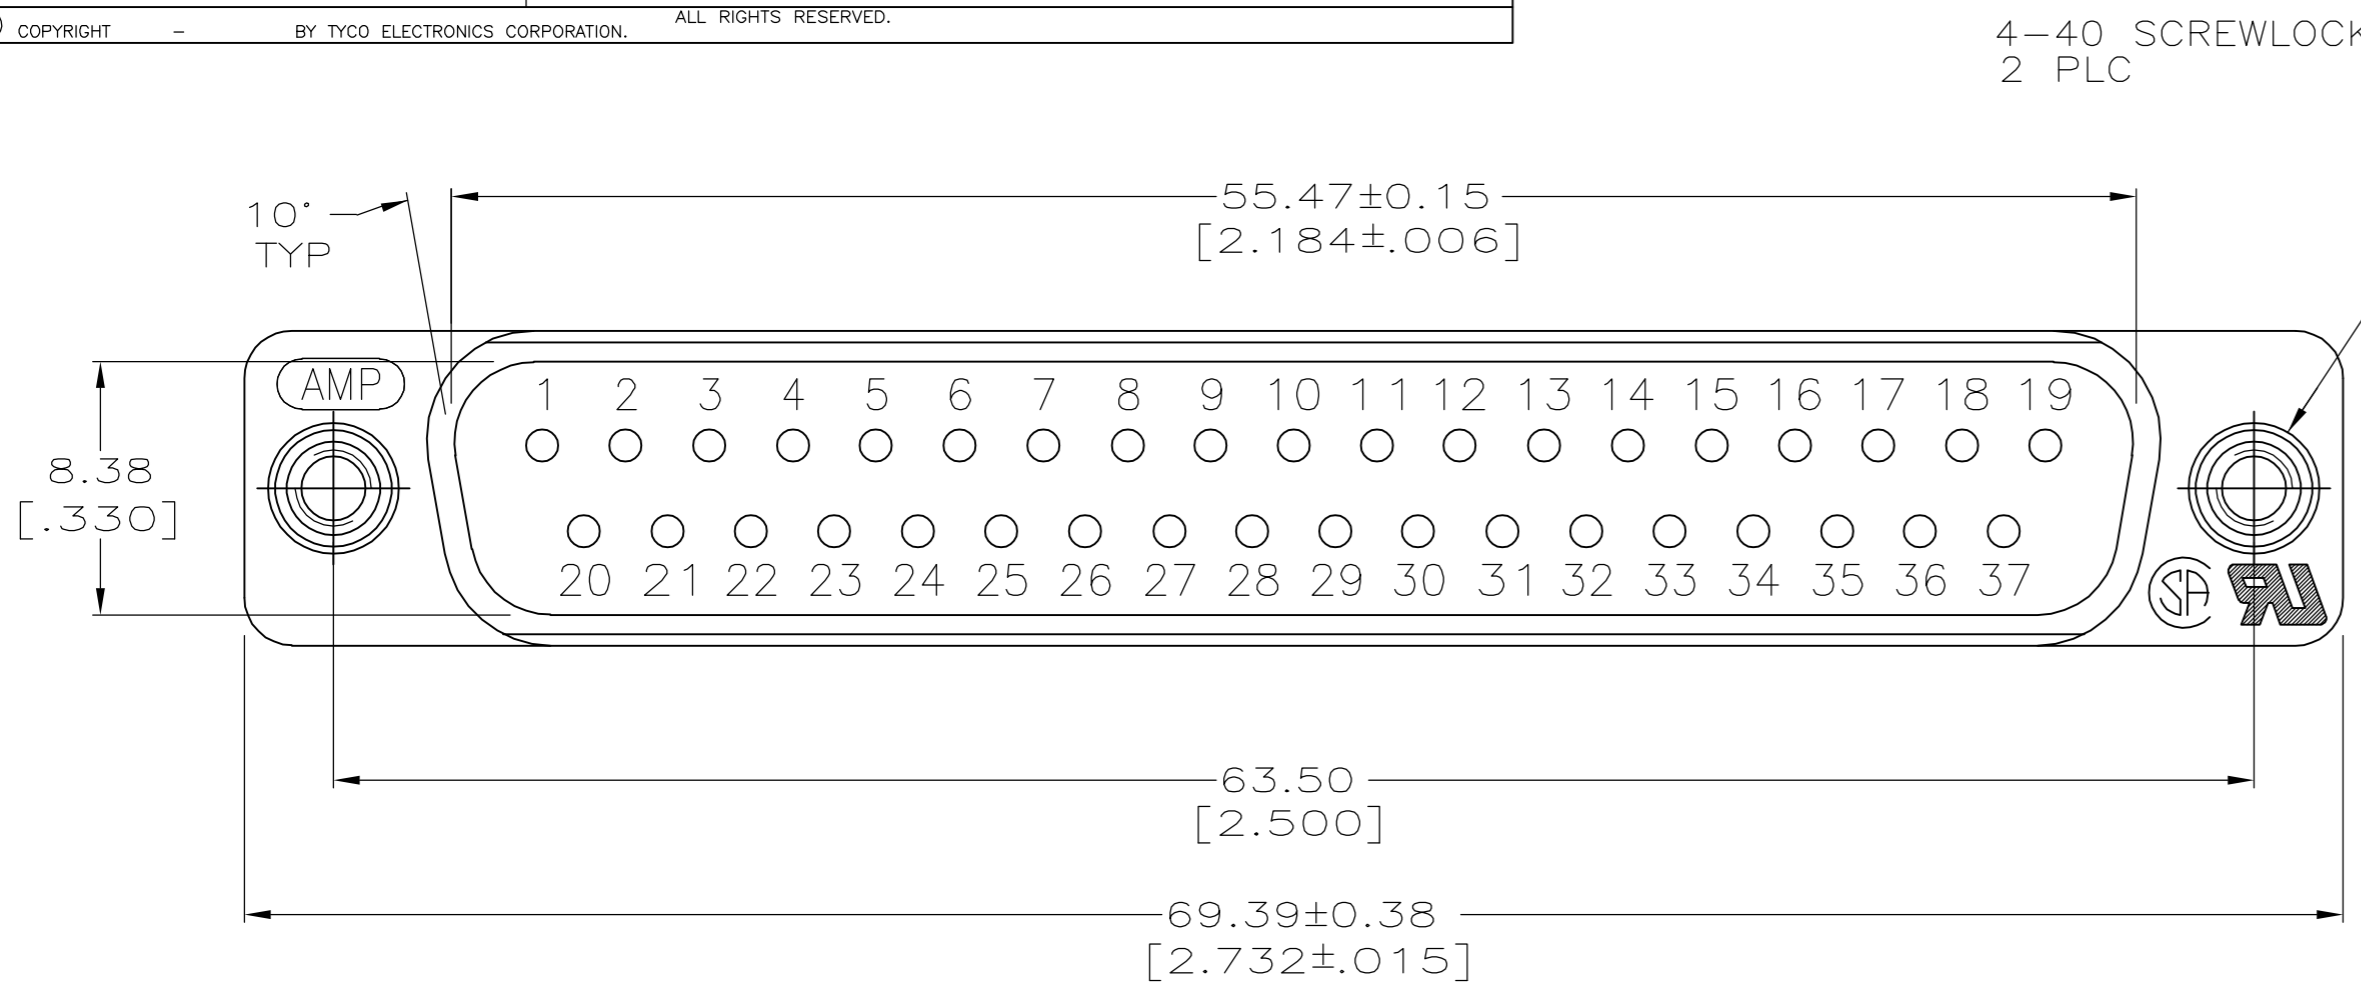 ALL RIGHTS RESERVED.
COPYRIGHT - BY TYCO ELECTRONICS CORPORATION.
4-40 SCREWLOCK
2 PLC
55.47±0.15
[2.184±.006]
10°
TYP
AMP
1 2 3 4 5 6 7 8 9 10 11 12 13 14 15 16 17 18 19
8.38
[.330]
20 21 22 23 24 25 26 27 28 29 30 31 32 33 34 35 36 37
63.50
[2.500]
69.39±0.38
[2.732±.015]